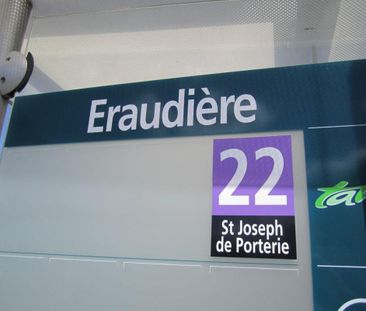 Eraudière
22
St Joseph
de Porterie